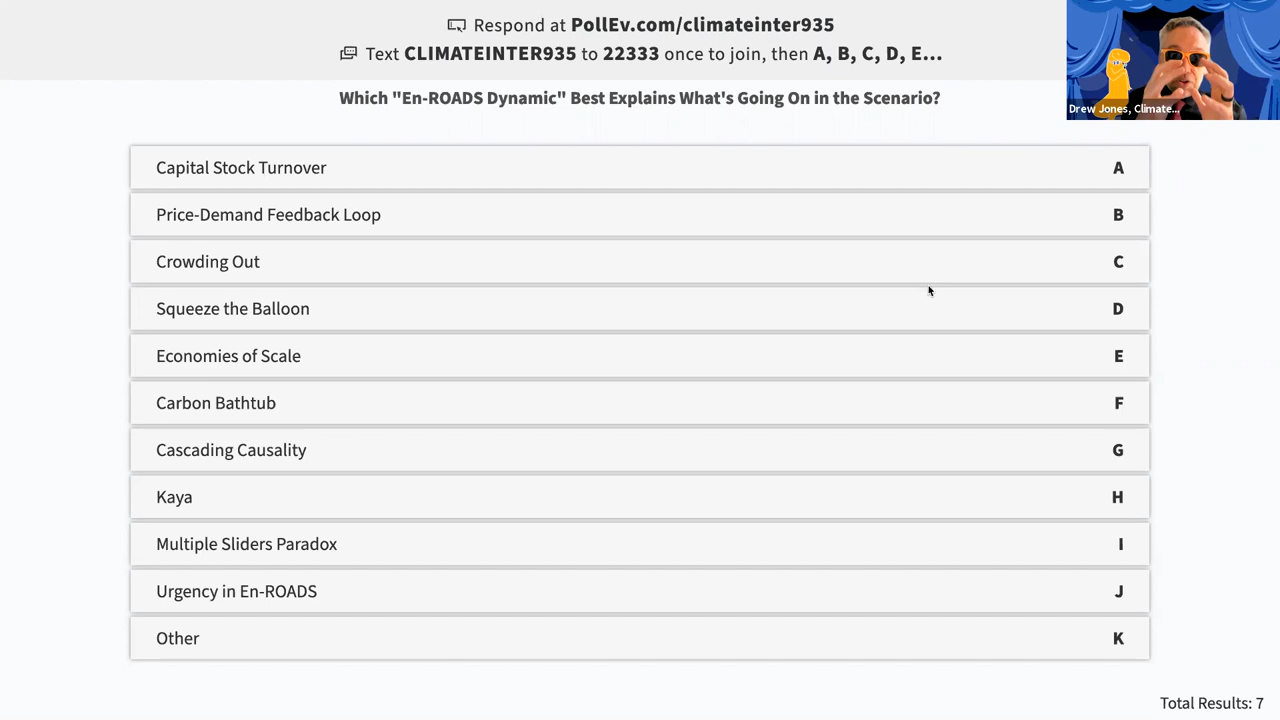 Respond at PollEv.com/climateinter935
Text CLIMATEINTER935 to 22333 once to join, then A, B, C, D, E...
Drew Jones, Climate...
Which "En-ROADS Dynamic" Best Explains What's Going On in the Scenario?
Capital Stock Turnover A
Price-Demand Feedback Loop B
Crowding Out C
Squeeze the Balloon D
Economies of Scale E
Carbon Bathtub F
Cascading Causality G
Kaya H
Multiple Sliders Paradox I
Urgency in En-ROADS J
Other K
Total Results: 7